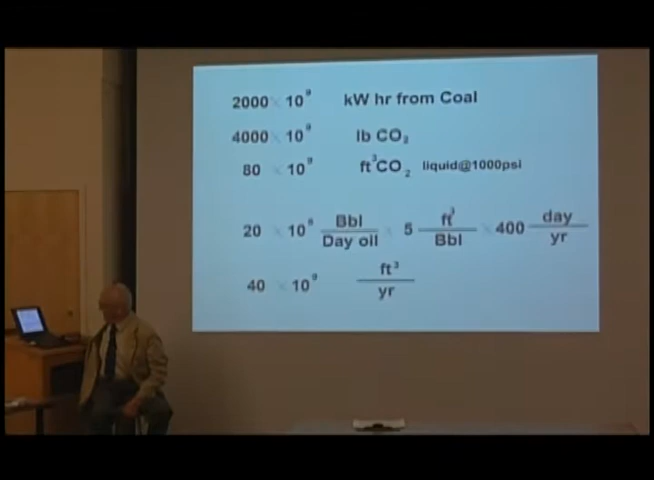 2000 × 10⁹ kW hr from Coal
4000 × 10⁹ lb CO₂
80 × 10⁹ ft³CO₂ liquid@1000psi
20 × 10⁶ Bbl/Day oil × 5 ft³/Bbl × 400 day/yr
40 × 10⁹ ft³/yr